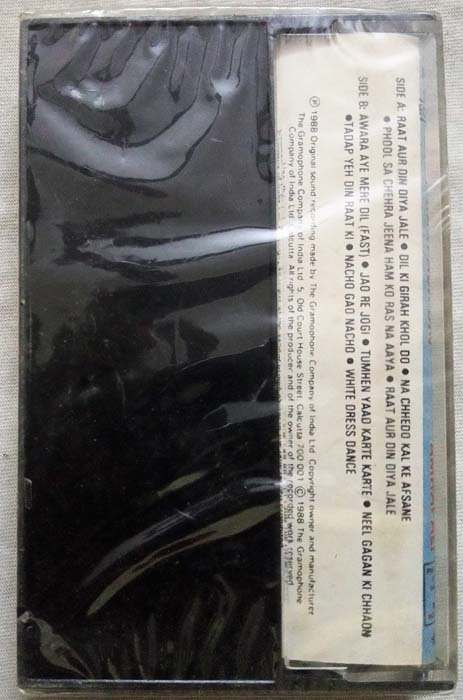 SIDE A: RAAT AUR DIN DIYA JALE ● DIL KI GIRAH KHOL DO ● NA CHHEDO KAL KE AFSANE
● PHOOL SA CHEHRA JEENA HAM KO RAS NA AAYA ● RAAT AUR DIN DIYA JALE
SIDE B: AWARA AYE MERE DIL (FAST) ● JAO RE JOGI ● TUMHEN YAAD KARTE KARTE ● NEEL GAGAN KI CHHAON
● TADAP YEH DIN RAAT KI ● NACHO GAO NACHO ● WHITE DRESS DANCE
℗ 1988 Original sound recording made by The Gramophone Company of India Ltd. Copyright owner and manufacturer
The Gramophone Company of India Ltd. 5, Old Court House Street, Calcutta 700 001 © 1988 The Gramophone
Company of India Ltd. Calcutta. All rights of the producer and of the owner of the recorded work reserved